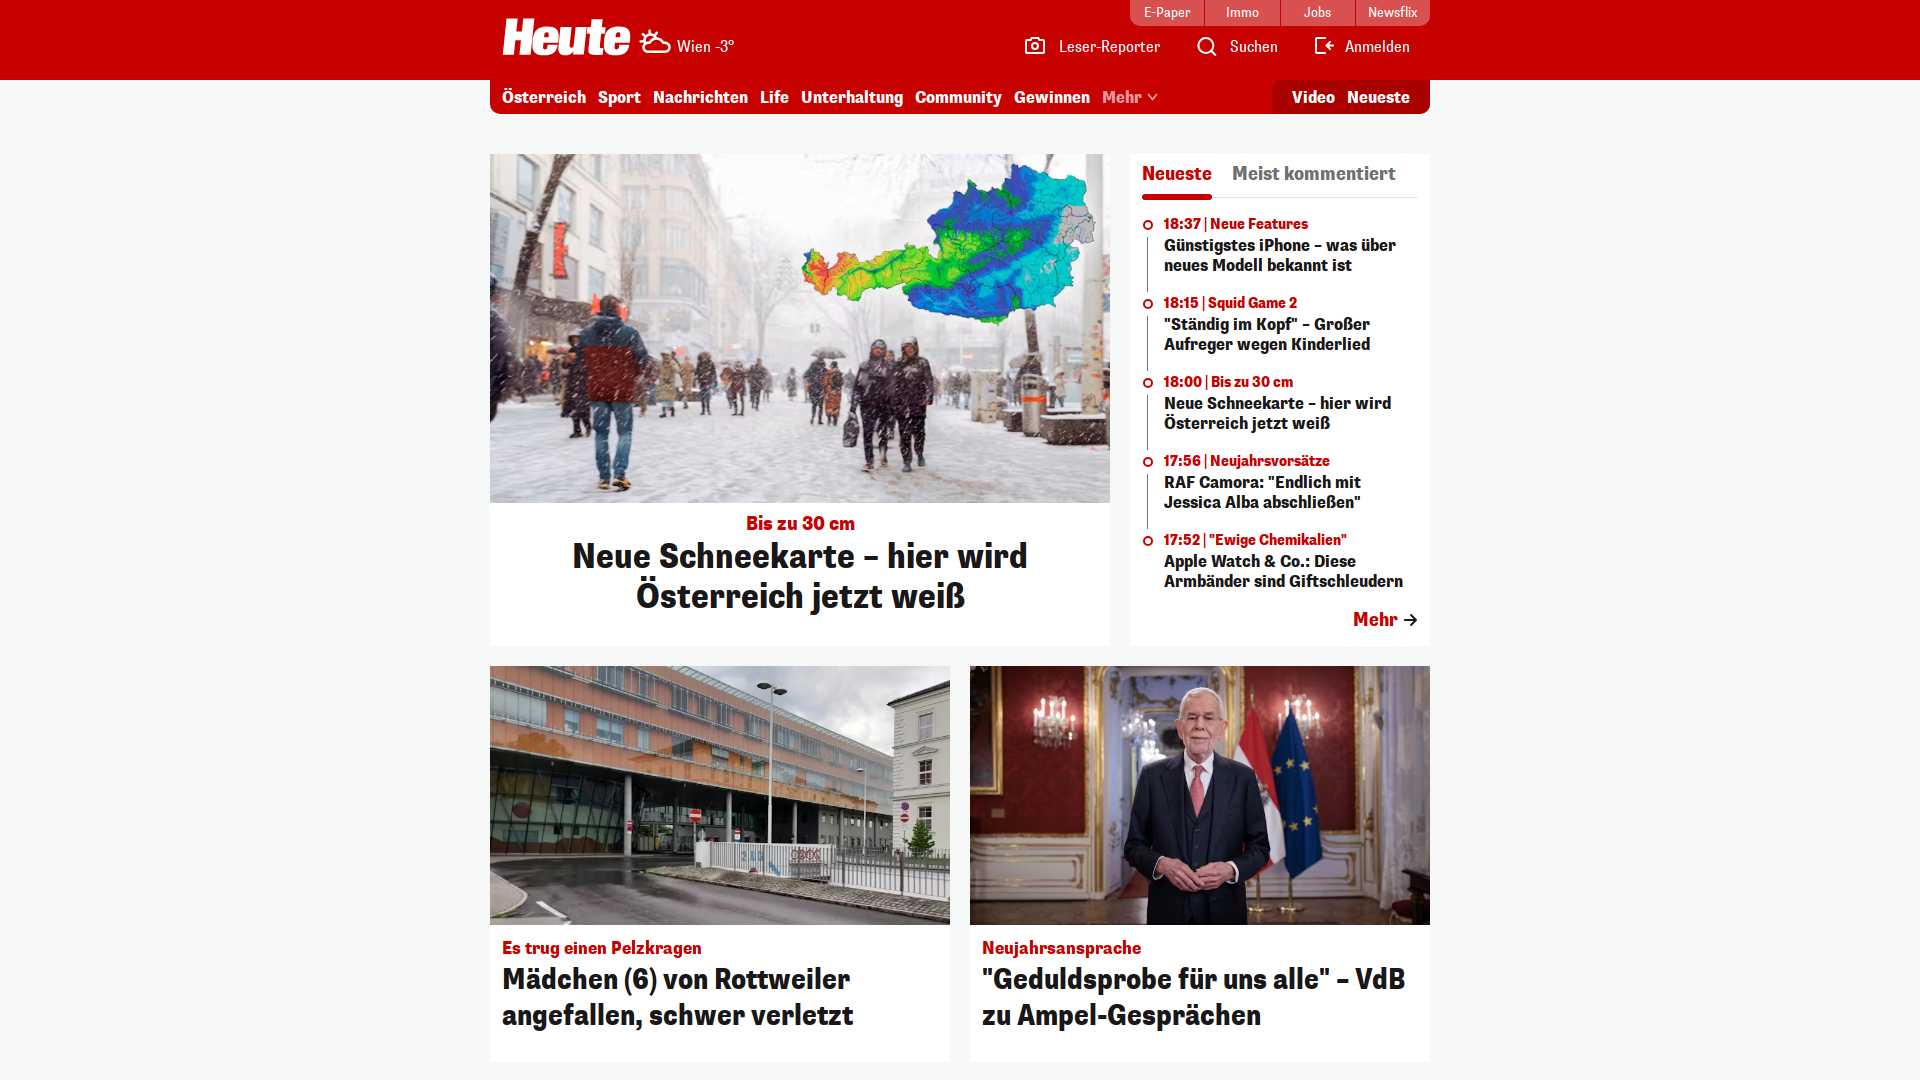 E-Paper
Immo
Jobs
Newsflix
Heute
Wien -3°
Leser-Reporter
Suchen
Anmelden
Österreich
Sport
Nachrichten
Life
Unterhaltung
Community
Gewinnen
Mehr
Video
Neueste
Bis zu 30 cm
Neue Schneekarte – hier wird
Österreich jetzt weiß
Neueste
Meist kommentiert
18:37 | Neue Features
Günstigstes iPhone – was über
neues Modell bekannt ist
18:15 | Squid Game 2
"Ständig im Kopf" – Großer
Aufreger wegen Kinderlied
18:00 | Bis zu 30 cm
Neue Schneekarte – hier wird
Österreich jetzt weiß
17:56 | Neujahrsvorsätze
RAF Camora: "Endlich mit
Jessica Alba abschließen"
17:52 | "Ewige Chemikalien"
Apple Watch & Co.: Diese
Armbänder sind Giftschleudern
Mehr
Es trug einen Pelzkragen
Mädchen (6) von Rottweiler
angefallen, schwer verletzt
Neujahrsansprache
"Geduldsprobe für uns alle" – VdB
zu Ampel-Gesprächen